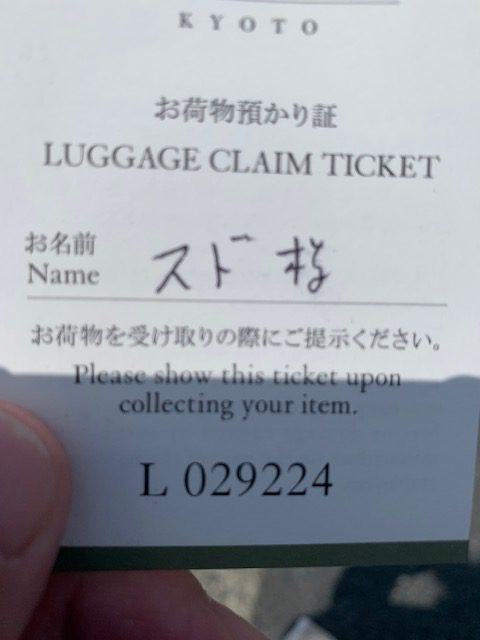 KYOTO
お荷物預かり証
LUGGAGE CLAIM TICKET
お名前
Name スド 様
お荷物を受け取りの際にご提示ください。
Please show this ticket upon
collecting your item.
L 029224